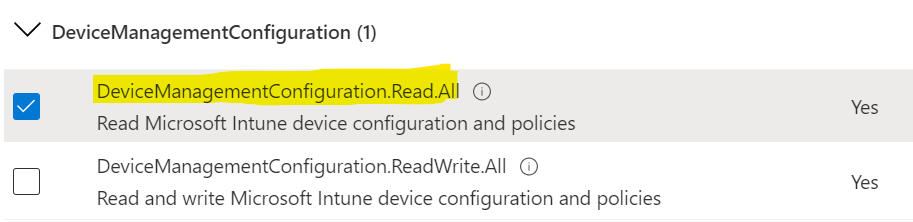 DeviceManagementConfiguration (1)
DeviceManagementConfiguration.Read.All
Yes
Read Microsoft Intune device configuration and policies
DeviceManagementConfiguration.ReadWrite.All
Yes
Read and write Microsoft Intune device configuration and policies